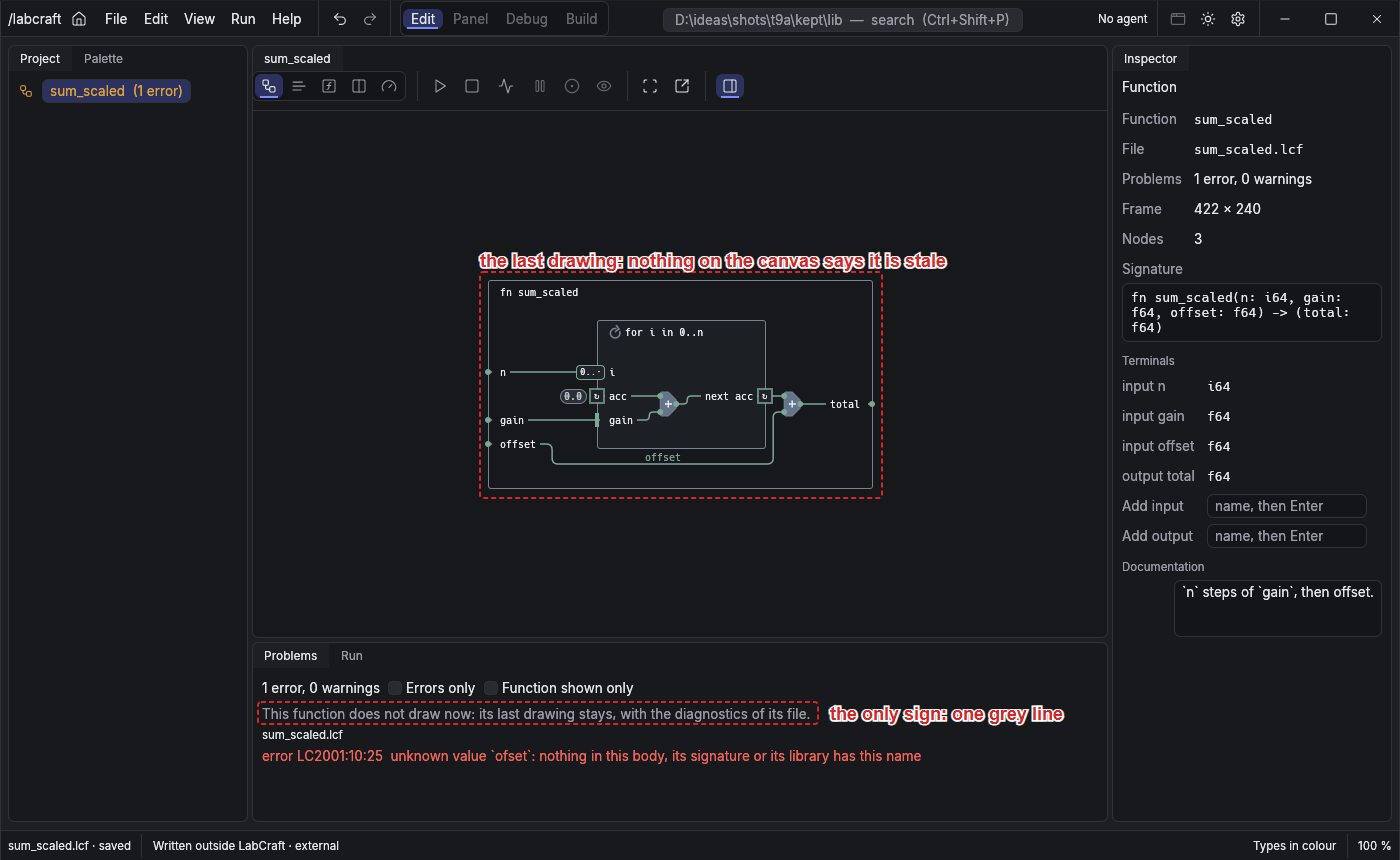 /labcraft File Edit View Run Help Edit Panel Debug Build D:\ideas\shots\t9a\kept\lib — search (Ctrl+Shift+P) No agent
Project Palette
sum_scaled (1 error)
sum_scaled
the last drawing: nothing on the canvas says it is stale
fn sum_scaled
for i in 0..n
n 0..· i
0.0 ↻ acc + next acc ↻ + total
gain gain
offset
offset
Problems Run
1 error, 0 warnings Errors only Function shown only
This function does not draw now: its last drawing stays, with the diagnostics of its file. the only sign: one grey line
sum_scaled.lcf
error LC2001:10:25 unknown value `ofset`: nothing in this body, its signature or its library has this name
Inspector
Function
Function sum_scaled
File sum_scaled.lcf
Problems 1 error, 0 warnings
Frame 422 × 240
Nodes 3
Signature
fn sum_scaled(n: i64, gain:
f64, offset: f64) -> (total:
f64)
Terminals
input n i64
input gain f64
input offset f64
output total f64
Add input name, then Enter
Add output name, then Enter
Documentation
`n` steps of `gain`, then offset.
sum_scaled.lcf · saved Written outside LabCraft · external Types in colour 100 %